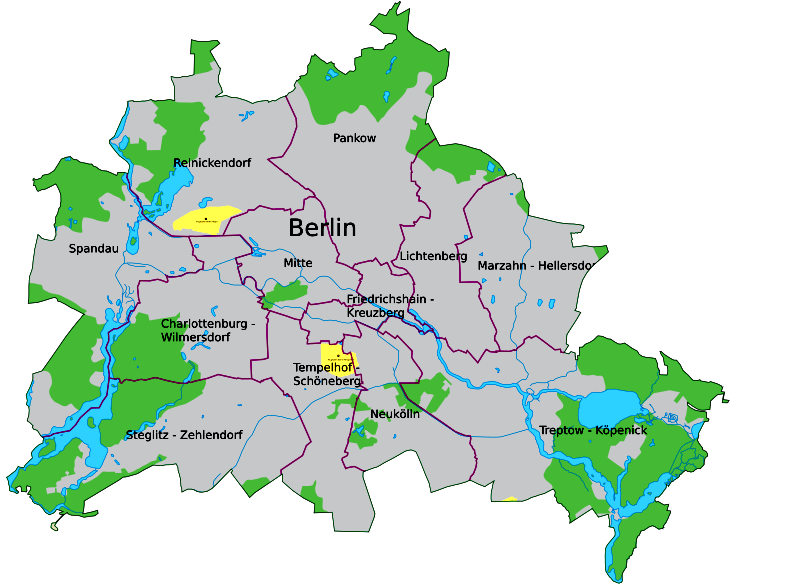 Pankow
Reinickendorf
Berlin
Spandau
Lichtenberg
Mitte
Marzahn - Hellersdo
Friedrichshain -
Kreuzberg
Charlottenburg -
Wilmersdorf
Tempelhof -
Schöneberg
Neukölln
Steglitz - Zehlendorf
Treptow - Köpenick